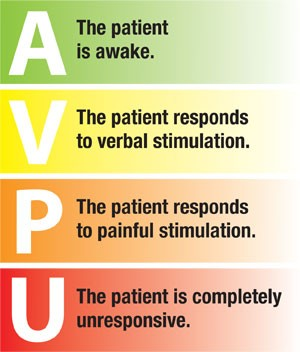 A
The patient
is awake.
V
The patient responds
to verbal stimulation.
P
The patient responds
to painful stimulation.
U
The patient is completely
unresponsive.